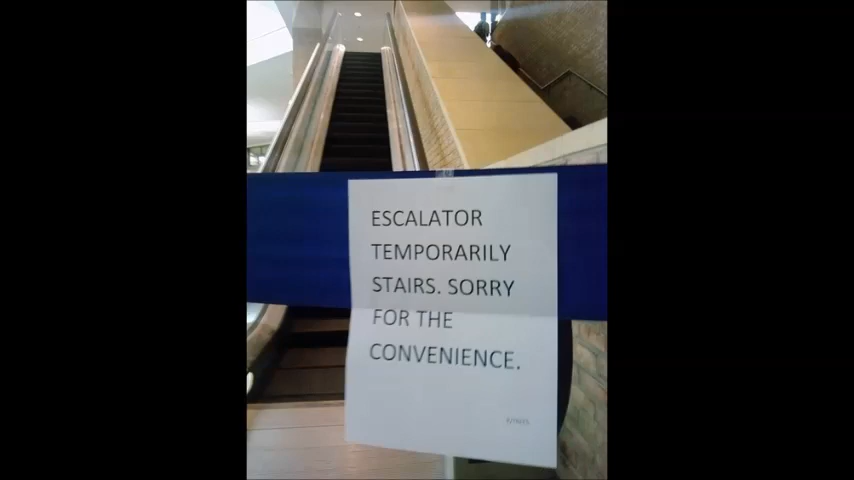 ESCALATOR
TEMPORARILY
STAIRS. SORRY
FOR THE
CONVENIENCE.